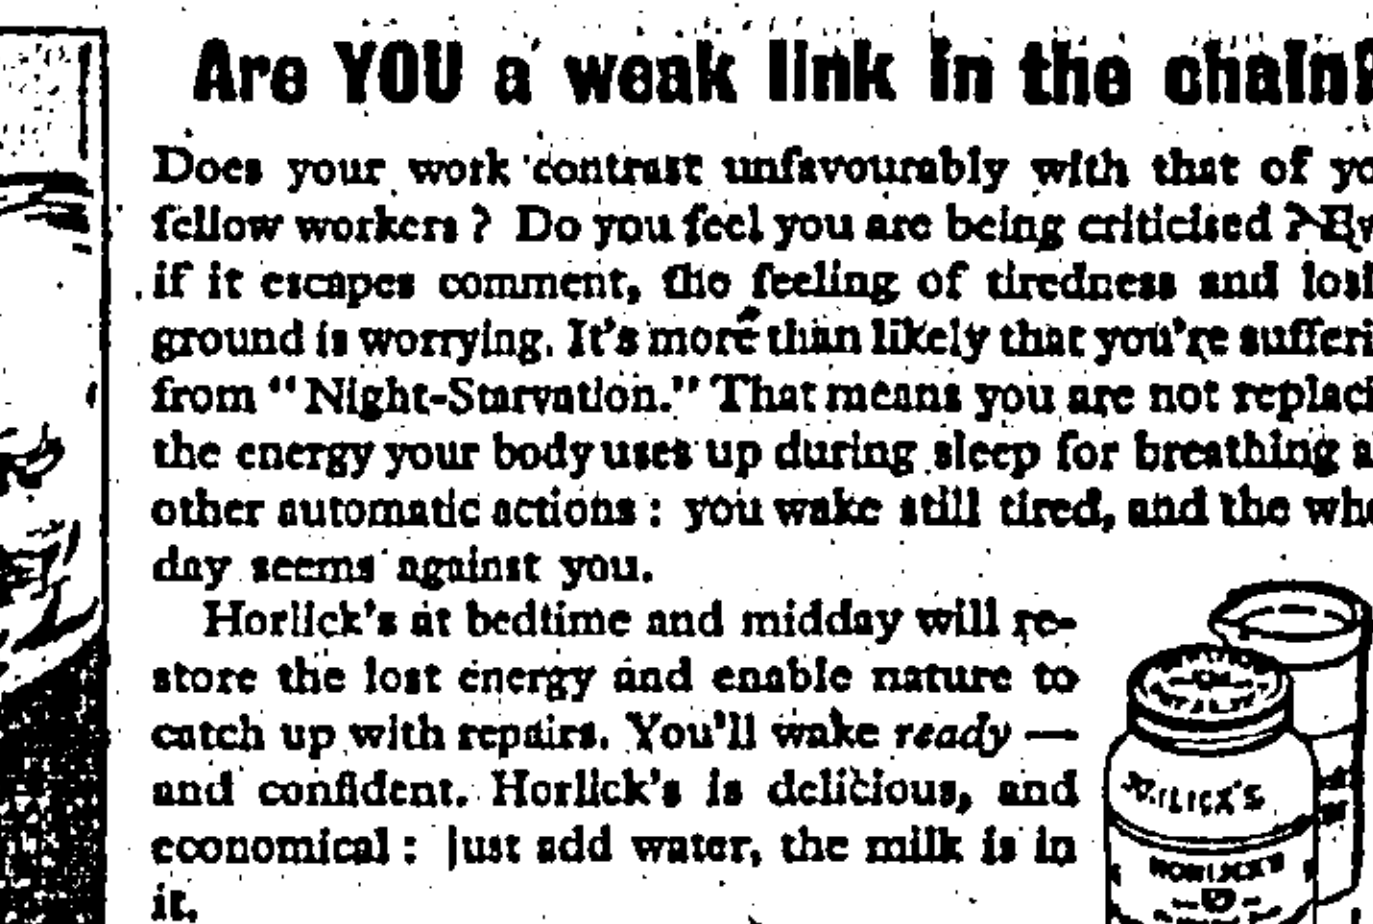 Are YOU a weak link in the chain?
Does your work contrast unfavourably with that of yo
fellow workers? Do you feel you are being criticised? Ev
if it escapes comment, the feeling of tiredness and losi
ground is worrying. It's more than likely that you're sufferi
from "Night-Starvation." That means you are not replaci
the energy your body uses up during sleep for breathing a
other automatic actions: you wake still tired, and the who
day seems against you.
Horlick's at bedtime and midday will re-
store the lost energy and enable nature to
catch up with repairs. You'll wake ready —
and confident. Horlick's is delicious, and
economical: just add water, the milk is in
it.
HORLICK'S
HORLICK'S